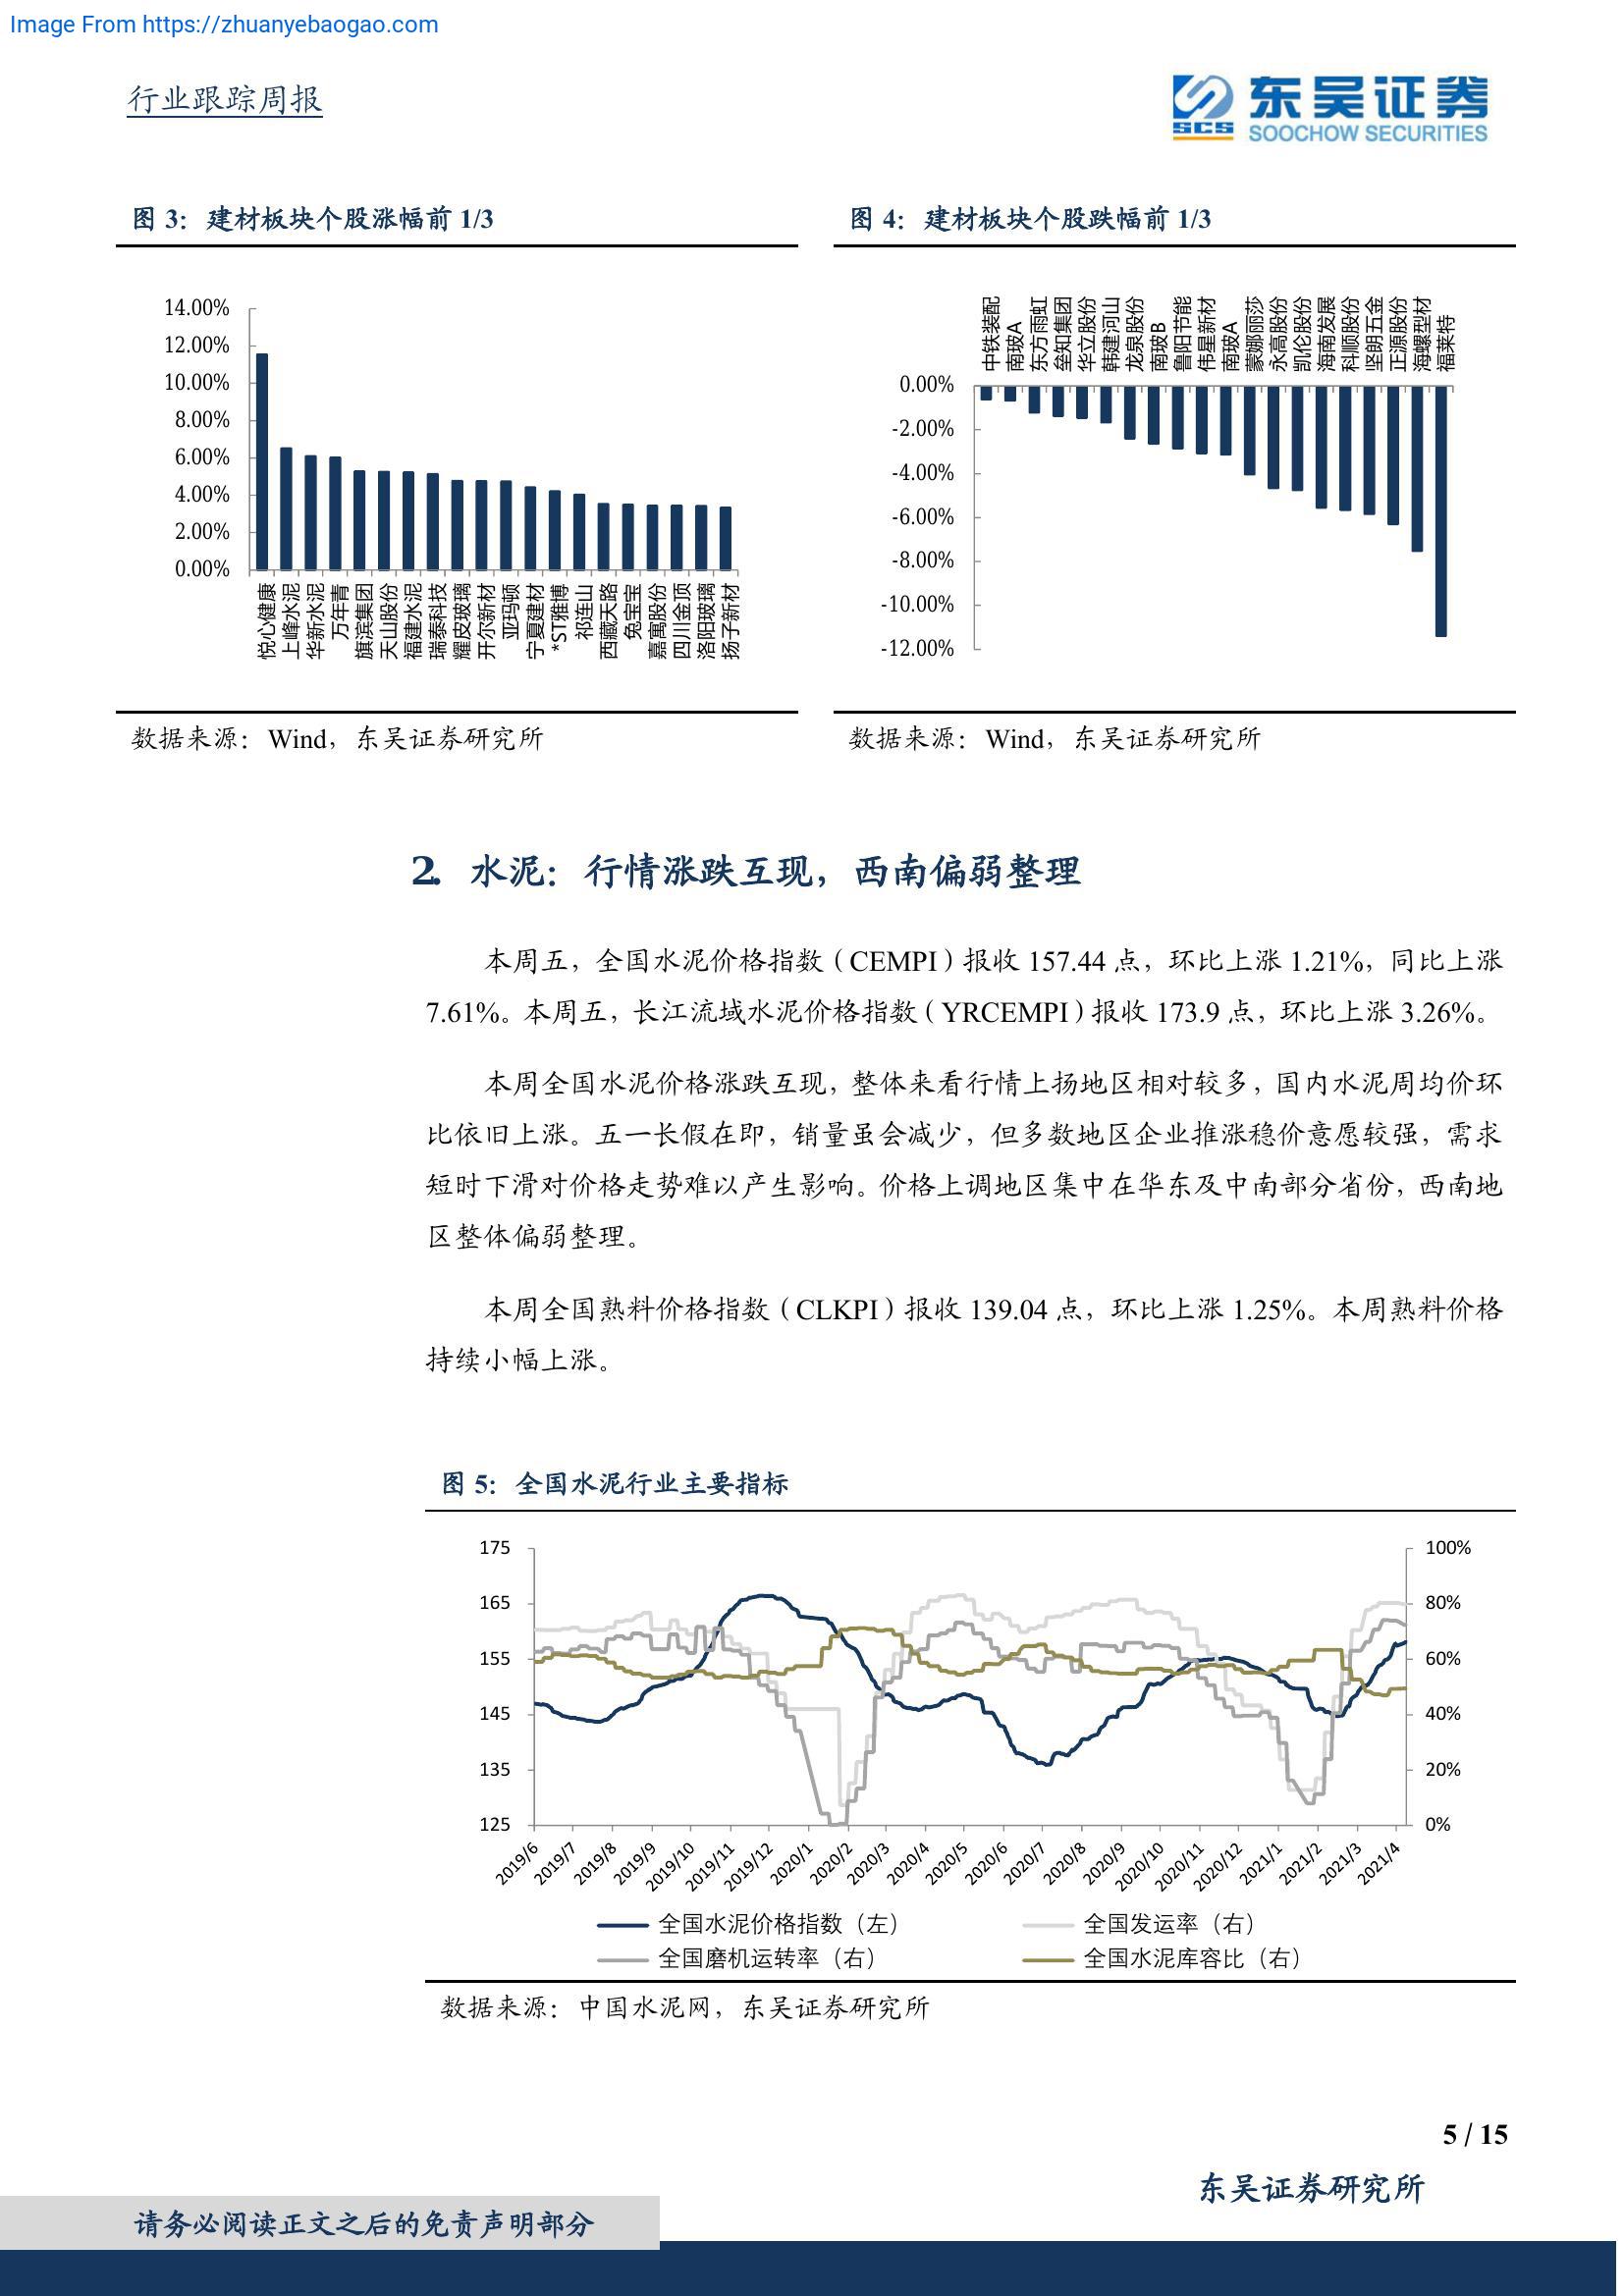 Image From https://zhuanyebaogao.com
行业跟踪周报
东吴证券
SCS
SOOCHOW SECURITIES
图 3：建材板块个股涨幅前 1/3
14.00%
12.00%
10.00%
8.00%
6.00%
4.00%
2.00%
0.00%
悦心健康
上峰水泥
华新水泥
万年青
旗滨集团
天山股份
福建水泥
瑞泰科技
耀皮玻璃
开尔新材
亚玛顿
宁夏建材
*ST雅博
祁连山
西藏天路
兔宝宝
嘉寓股份
四川金顶
洛阳玻璃
扬子新材
数据来源：Wind，东吴证券研究所
图 4：建材板块个股跌幅前 1/3
中铁装配
南玻A
东方雨虹
垒知集团
华立股份
韩建河山
龙泉股份
南玻B
鲁阳节能
伟星新材
南玻A
蒙娜丽莎
永高股份
凯伦股份
海南发展
科顺股份
坚朗五金
正源股份
海螺型材
福莱特
0.00%
-2.00%
-4.00%
-6.00%
-8.00%
-10.00%
-12.00%
数据来源：Wind，东吴证券研究所
2. 水泥：行情涨跌互现，西南偏弱整理
本周五，全国水泥价格指数（CEMPI）报收 157.44 点，环比上涨 1.21%，同比上涨
7.61%。本周五，长江流域水泥价格指数（YRCEMPI）报收 173.9 点，环比上涨 3.26%。
本周全国水泥价格涨跌互现，整体来看行情上扬地区相对较多，国内水泥周均价环
比依旧上涨。五一长假在即，销量虽会减少，但多数地区企业推涨稳价意愿较强，需求
短时下滑对价格走势难以产生影响。价格上调地区集中在华东及中南部分省份，西南地
区整体偏弱整理。
本周全国熟料价格指数（CLKPI）报收 139.04 点，环比上涨 1.25%。本周熟料价格
持续小幅上涨。
图 5：全国水泥行业主要指标
175
165
155
145
135
125
100%
80%
60%
40%
20%
0%
2019/6
2019/7
2019/8
2019/9
2019/10
2019/11
2019/12
2020/1
2020/2
2020/3
2020/4
2020/5
2020/6
2020/7
2020/8
2020/9
2020/10
2020/11
2020/12
2021/1
2021/2
2021/3
2021/4
全国水泥价格指数（左）
全国发运率（右）
全国磨机运转率（右）
全国水泥库容比（右）
数据来源：中国水泥网，东吴证券研究所
5 / 15
东吴证券研究所
请务必阅读正文之后的免责声明部分